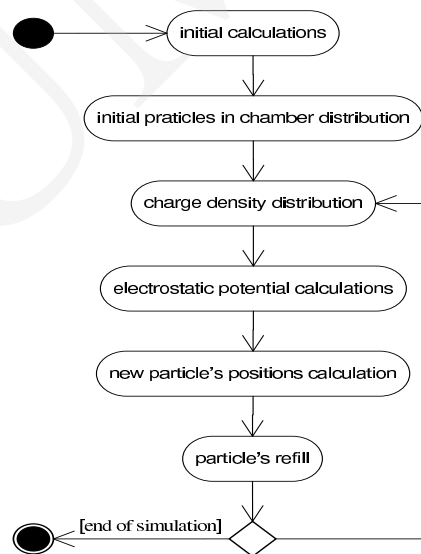 initial calculations
initial praticles in chamber distribution
charge density distribution
electrostatic potential calculations
new particle's positions calculation
particle's refill
[end of simulation]